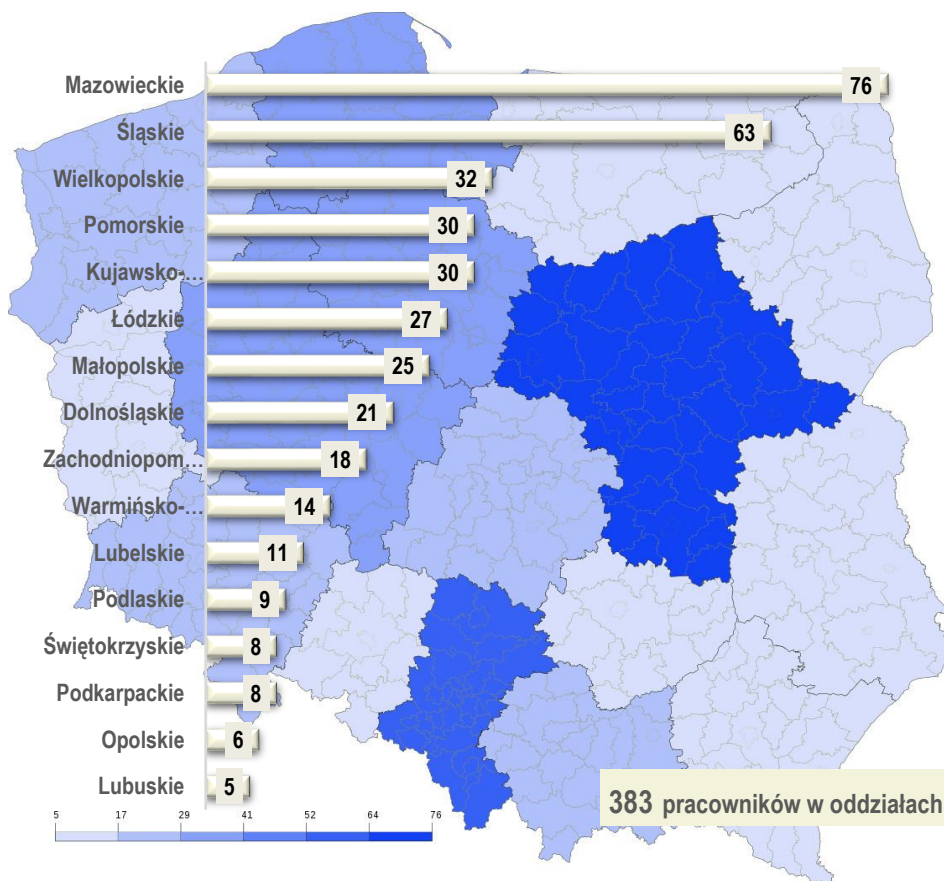 Mazowieckie 76
Śląskie 63
Wielkopolskie 32
Pomorskie 30
Kujawsko-... 30
Łódzkie 27
Małopolskie 25
Dolnośląskie 21
Zachodniopom... 18
Warmińsko-... 14
Lubelskie 11
Podlaskie 9
Świętokrzyskie 8
Podkarpackie 8
Opolskie 6
Lubuskie 5
383 pracowników w oddziałach
5 17 29 41 52 64 76